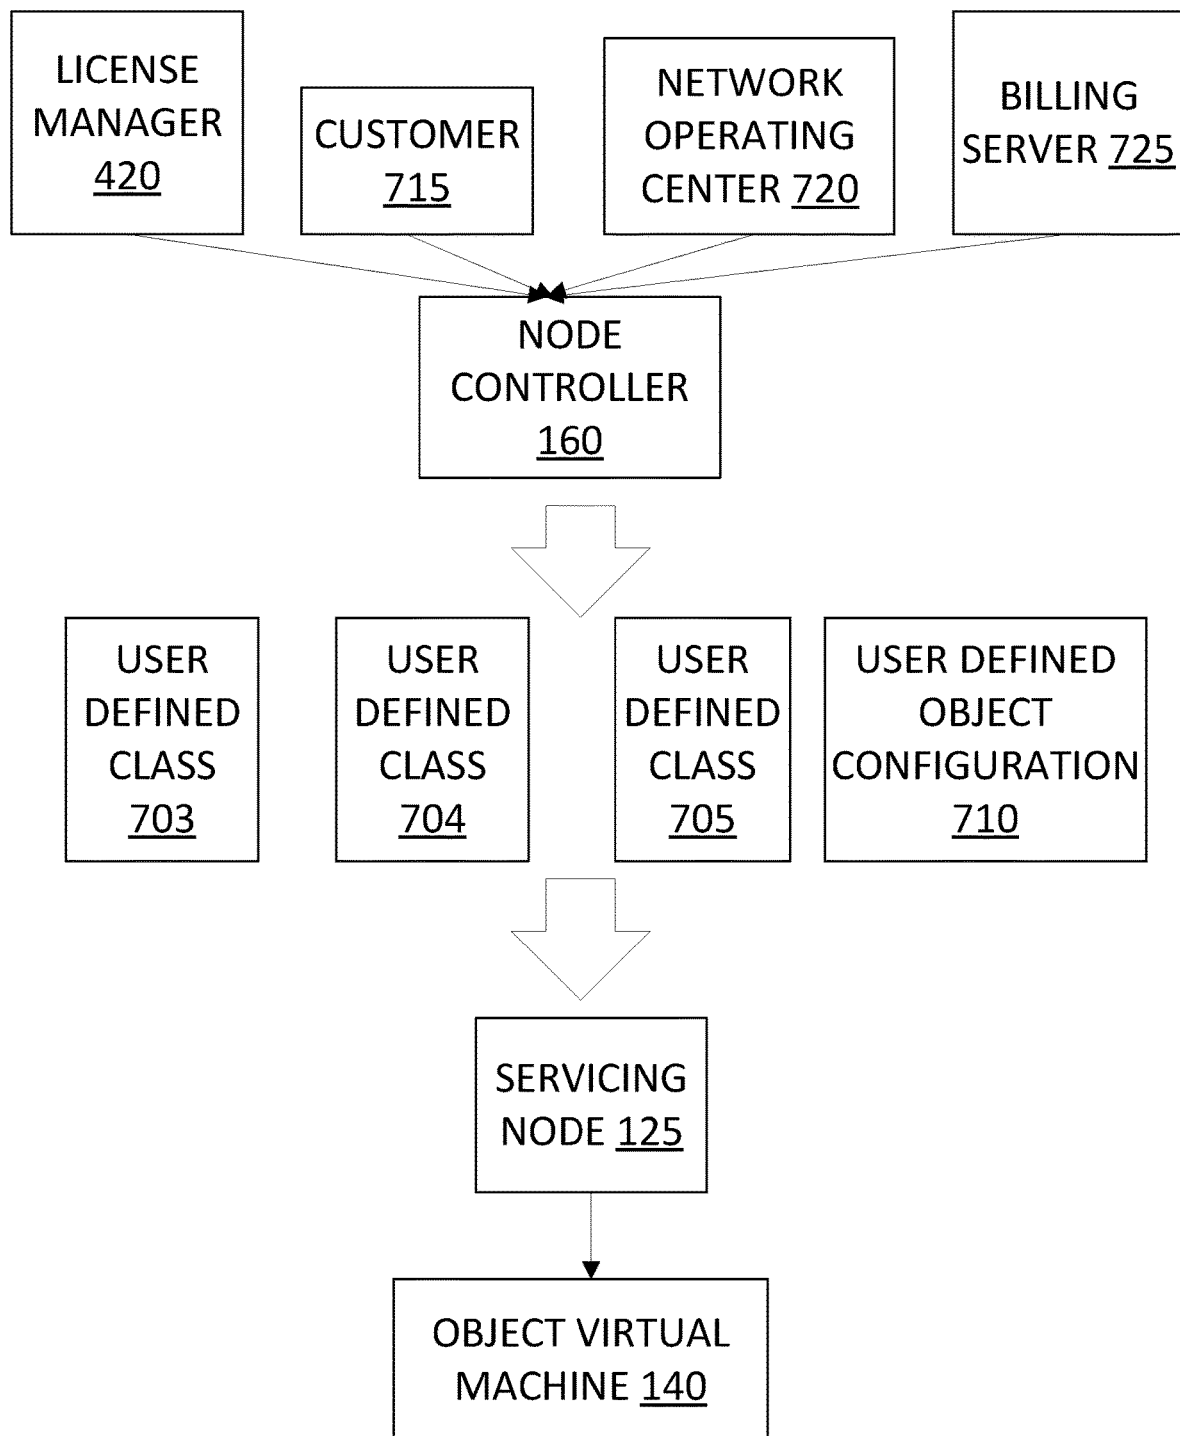 LICENSE
MANAGER
420
CUSTOMER
715
NETWORK
OPERATING
CENTER 720
BILLING
SERVER 725
NODE
CONTROLLER
160
USER
DEFINED
CLASS
703
USER
DEFINED
CLASS
704
USER
DEFINED
CLASS
705
USER DEFINED
OBJECT
CONFIGURATION
710
SERVICING
NODE 125
OBJECT VIRTUAL
MACHINE 140